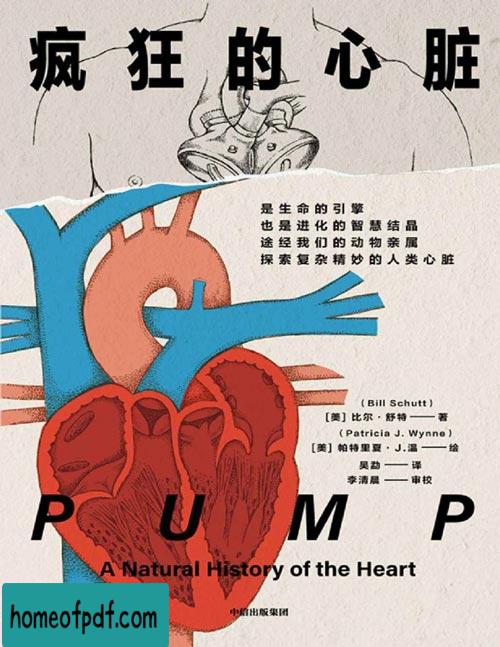 疯狂的心脏
是生命的引擎
也是进化的智慧结晶
途经我们的动物亲属
探索复杂精妙的人类心脏
(Bill Schutt)
[美] 比尔·舒特——著
(Patricia J. Wynne)
[美] 帕特里夏·J.温——绘
吴勐——译
李清晨——审校
PUMP
A Natural History of the Heart
中信出版集团
homeofpdf.com